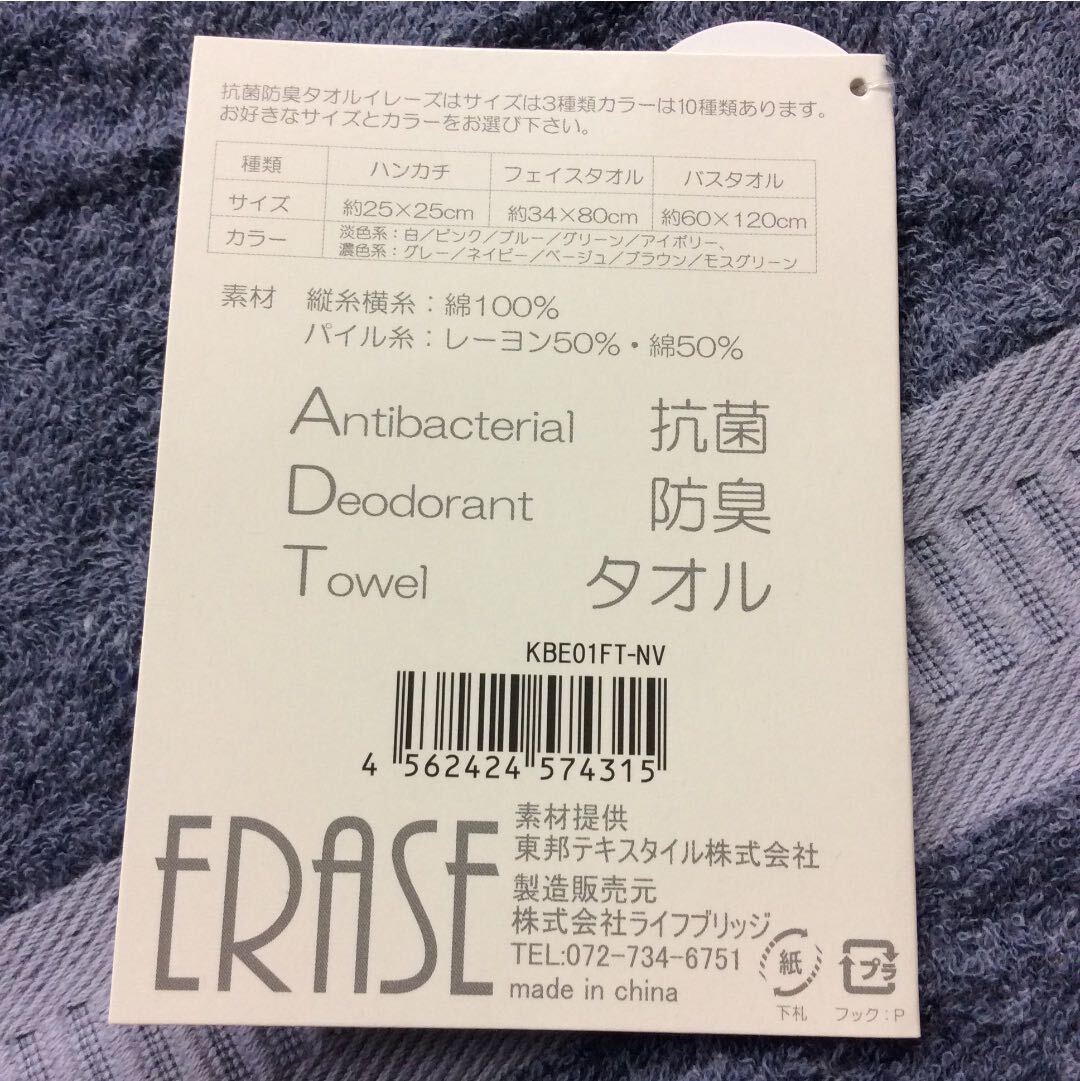 抗菌防臭タオルイレーズはサイズは3種類カラーは10種類あります。
お好きなサイズとカラーをお選び下さい。
種類 ハンカチ フェイスタオル バスタオル
サイズ 約25×25cm 約34×80cm 約60×120cm
カラー 淡色系：白／ピンク／ブルー／グリーン／アイボリー、
濃色系：グレー／ネイビー／ベージュ／ブラウン／モスグリーン
素材 縦糸横糸：綿100%
パイル糸：レーヨン50%・綿50%
Antibacterial 抗菌
Deodorant 防臭
Towel タオル
KBE01FT-NV
4 562424 574315
ERASE
素材提供
東邦テキスタイル株式会社
製造販売元
株式会社ライフブリッジ
TEL:072-734-6751
made in china
紙
下札
プラ
フック：P